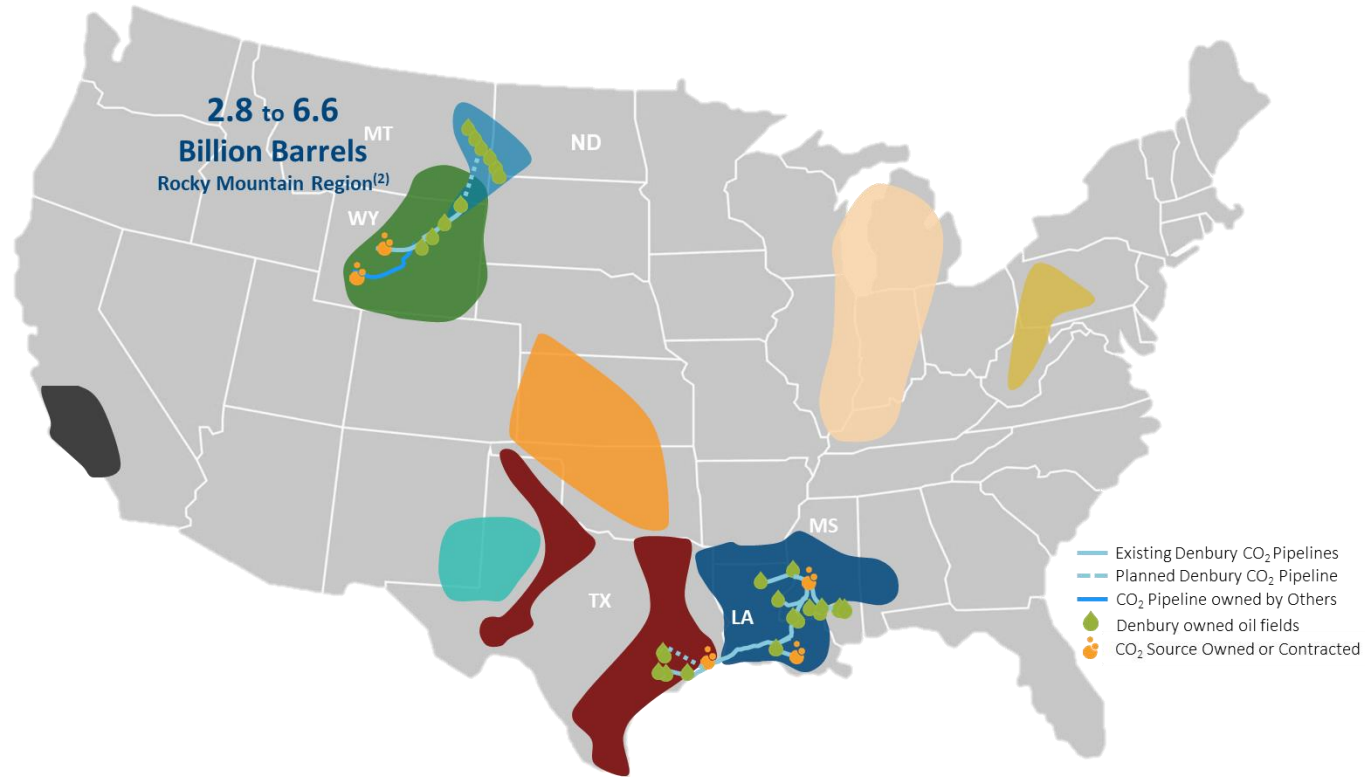 2.8 to 6.6
Billion Barrels
Rocky Mountain Region(2)
MT
ND
WY
TX
LA
MS
Existing Denbury CO2 Pipelines
Planned Denbury CO2 Pipeline
CO2 Pipeline owned by Others
Denbury owned oil fields
CO2 Source Owned or Contracted